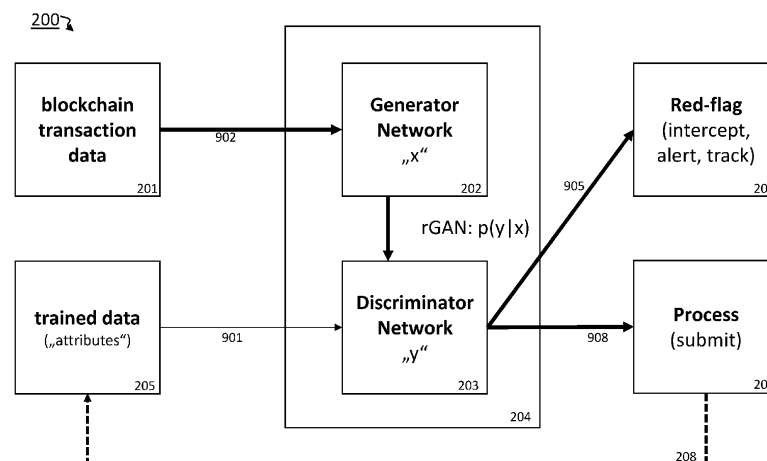 200
blockchain
transaction
data
201
902
Generator
Network
„x“
202
Red-flag
(intercept,
alert, track)
905
rGAN: p(y|x)
trained data
(„attributes“)
205
901
Discriminator
Network
„y“
203
204
908
Process
(submit)
208